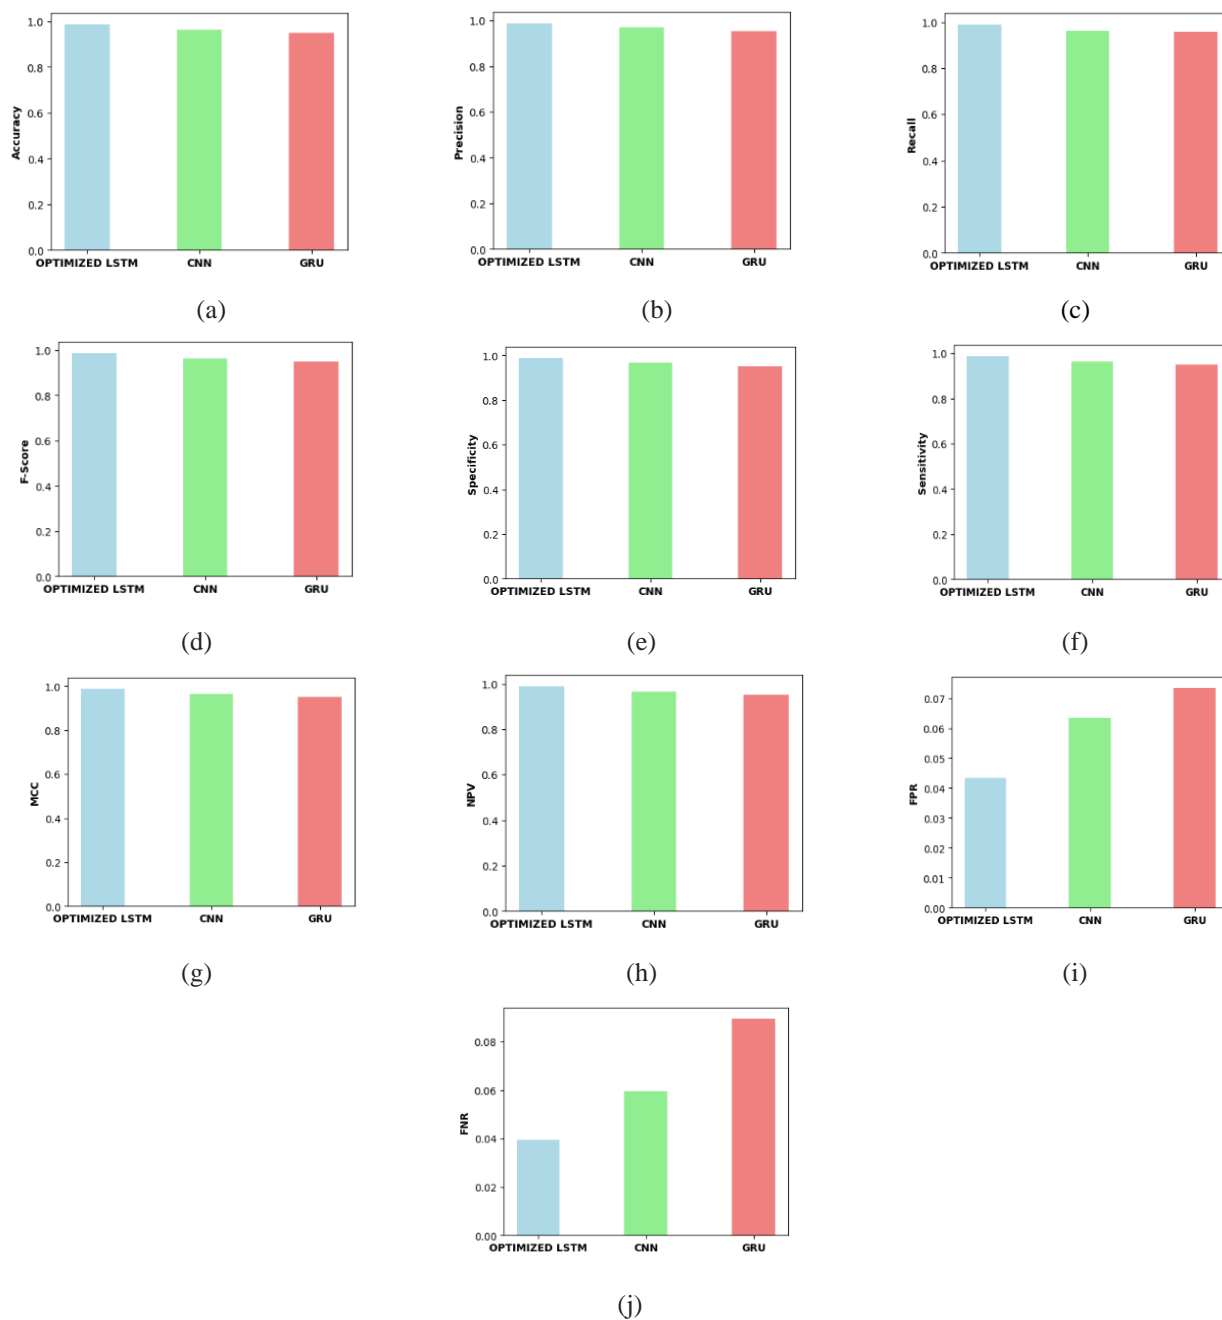 1.0
0.8
0.6
0.4
0.2
0.0
Accuracy
OPTIMIZED LSTM CNN GRU
(a)
1.0
0.8
0.6
0.4
0.2
0.0
Precision
OPTIMIZED LSTM CNN GRU
(b)
1.0
0.8
0.6
0.4
0.2
0.0
Recall
OPTIMIZED LSTM CNN GRU
(c)
1.0
0.8
0.6
0.4
0.2
0.0
F-Score
OPTIMIZED LSTM CNN GRU
(d)
1.0
0.8
0.6
0.4
0.2
0.0
Specificity
OPTIMIZED LSTM CNN GRU
(e)
1.0
0.8
0.6
0.4
0.2
0.0
Sensitivity
OPTIMIZED LSTM CNN GRU
(f)
1.0
0.8
0.6
0.4
0.2
0.0
MCC
OPTIMIZED LSTM CNN GRU
(g)
1.0
0.8
0.6
0.4
0.2
0.0
NPV
OPTIMIZED LSTM CNN GRU
(h)
0.07
0.06
0.05
0.04
0.03
0.02
0.01
0.00
FPR
OPTIMIZED LSTM CNN GRU
(i)
0.08
0.06
0.04
0.02
0.00
FNR
OPTIMIZED LSTM CNN GRU
(j)